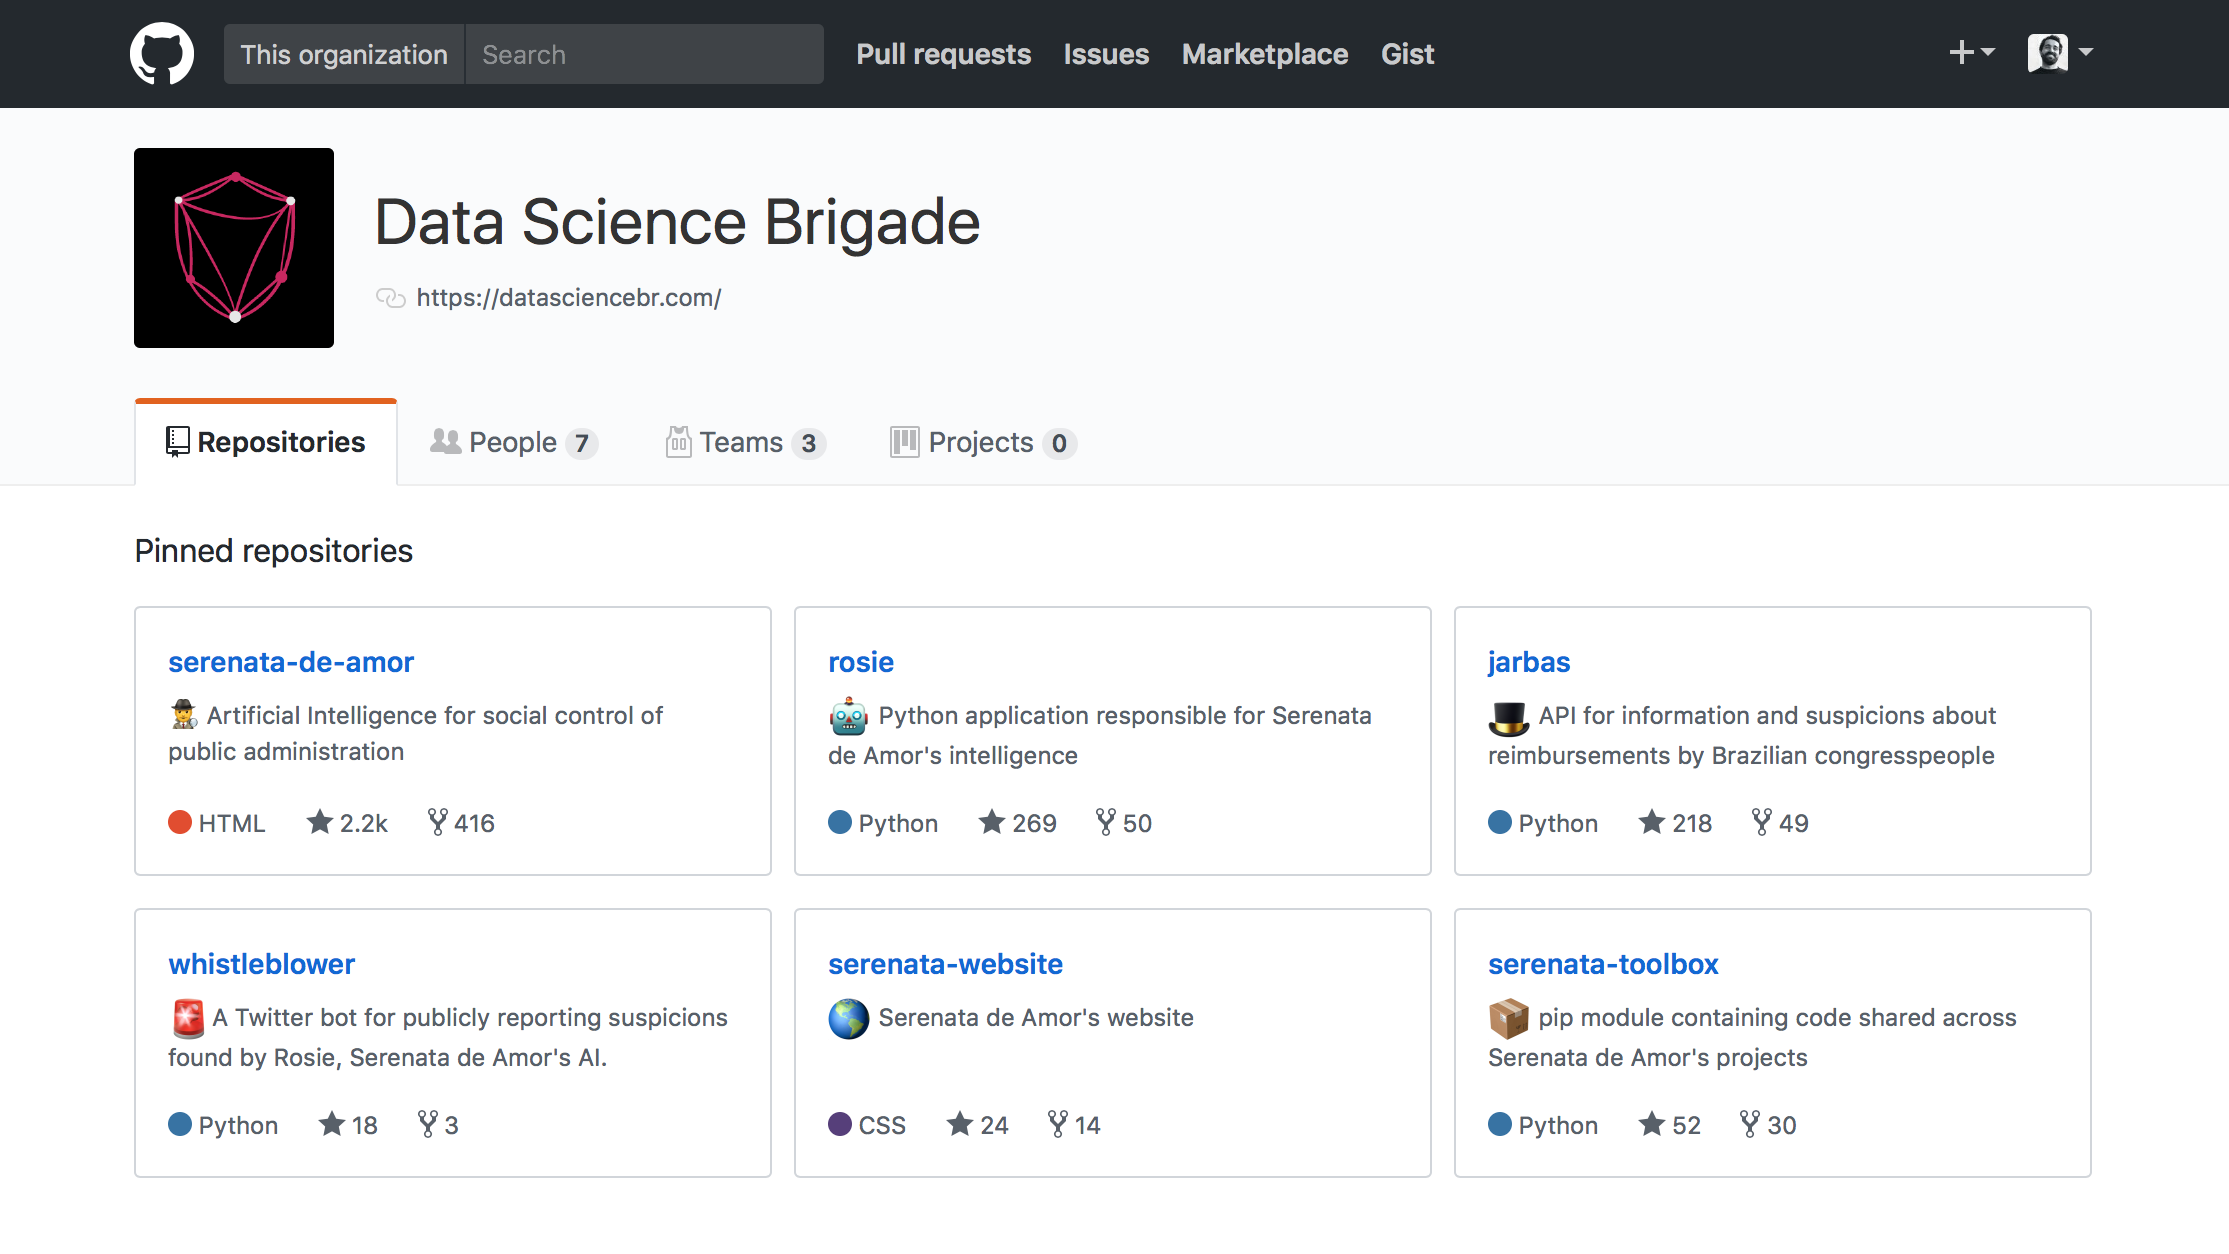 This organization Search Pull requests Issues Marketplace Gist
Data Science Brigade
https://datasciencebr.com/
Repositories People 7 Teams 3 Projects 0
Pinned repositories
serenata-de-amor
Artificial Intelligence for social control of
public administration
HTML 2.2k 416
rosie
Python application responsible for Serenata
de Amor's intelligence
Python 269 50
jarbas
API for information and suspicions about
reimbursements by Brazilian congresspeople
Python 218 49
whistleblower
A Twitter bot for publicly reporting suspicions
found by Rosie, Serenata de Amor's AI.
Python 18 3
serenata-website
Serenata de Amor's website
CSS 24 14
serenata-toolbox
pip module containing code shared across
Serenata de Amor's projects
Python 52 30